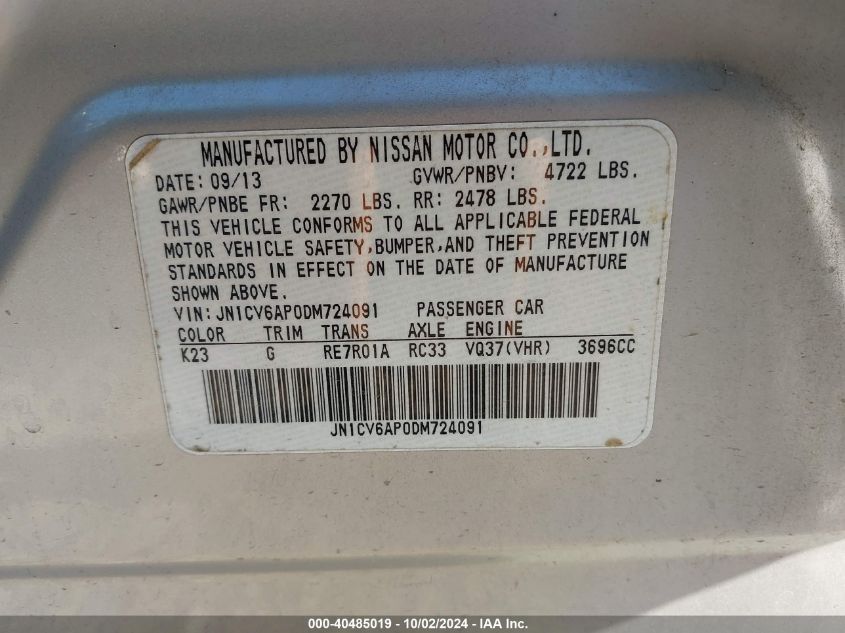 MANUFACTURED BY NISSAN MOTOR CO.,LTD.
DATE: 09/13 GVWR/PNBV: 4722 LBS.
GAWR/PNBE FR: 2270 LBS. RR: 2478 LBS.
THIS VEHICLE CONFORMS TO ALL APPLICABLE FEDERAL
MOTOR VEHICLE SAFETY,BUMPER,AND THEFT PREVENTION
STANDARDS IN EFFECT ON THE DATE OF MANUFACTURE
SHOWN ABOVE.
VIN:JN1CV6AP0DM724091 PASSENGER CAR
COLOR TRIM TRANS AXLE ENGINE
K23 G RE7R01A RC33 VQ37(VHR) 3696CC
JN1CV6AP0DM724091
000-40485019 - 10/02/2024 - IAA Inc.